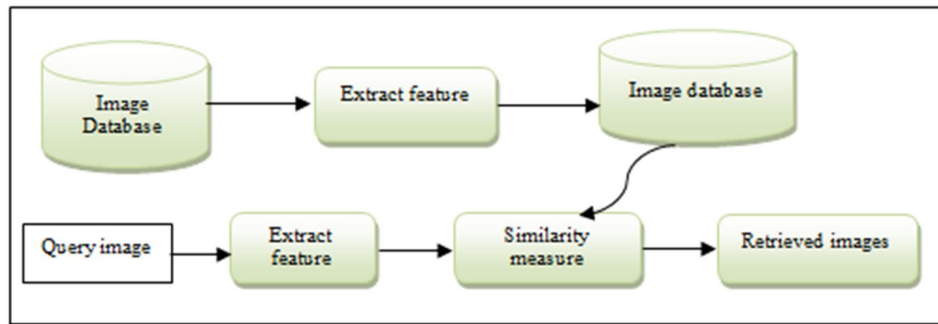 Image
Database
Extract feature
Image database
Query image
Extract
feature
Similarity
measure
Retrieved images